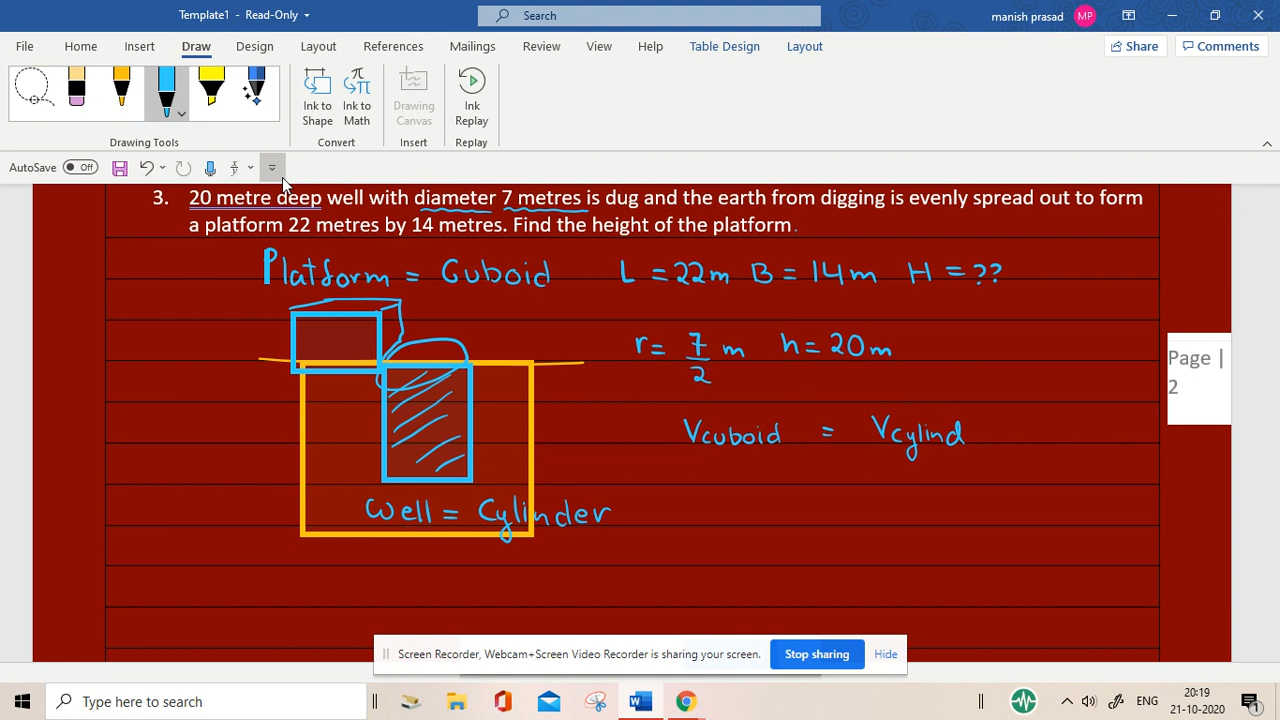 Template1 - Read-Only
Search
manish prasad
MP
File Home Insert Draw Design Layout References Mailings Review View Help Table Design Layout
Share
Comments
Ink to Shape
Ink to Math
Drawing Canvas
Ink Replay
Drawing Tools
Convert
Insert
Replay
AutoSave Off
3. 20 metre deep well with diameter 7 metres is dug and the earth from digging is evenly spread out to form
a platform 22 metres by 14 metres. Find the height of the platform.
Platform = Cuboid L = 22m B = 14m H = ??
r = 7/2 m h = 20m
Vcuboid = Vcylind
Well = Cylinder
Page |
2
Screen Recorder, Webcam+Screen Video Recorder is sharing your screen.
Stop sharing
Hide
Type here to search
ENG
20:19
21-10-2020
1